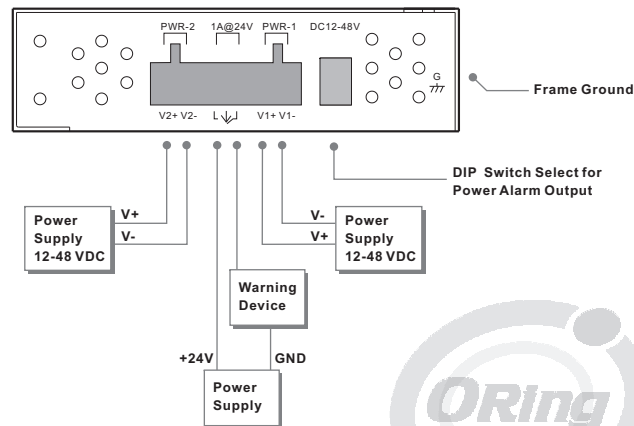 PWR-2 1A@24V PWR-1 DC12-48V
G
V2+ V2- V1+ V1-
Frame Ground
DIP Switch Select for
Power Alarm Output
Power
Supply
12-48 VDC
V+
V-
V-
V+
Power
Supply
12-48 VDC
Warning
Device
+24V
GND
Power
Supply
ORing